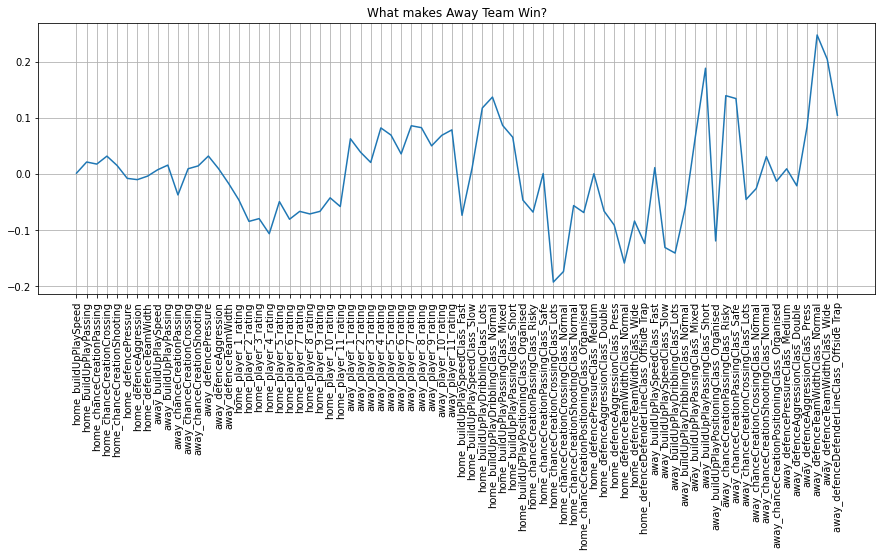 What makes Away Team Win?
0.2
0.1
0.0
−0.1
−0.2
home_buildUpPlaySpeed
home_buildUpPlayPassing
home_chanceCreationPassing
home_chanceCreationCrossing
home_chanceCreationShooting
home_defencePressure
home_defenceAggression
home_defenceTeamWidth
away_buildUpPlaySpeed
away_buildUpPlayPassing
away_chanceCreationPassing
away_chanceCreationCrossing
away_chanceCreationShooting
away_defencePressure
away_defenceAggression
away_defenceTeamWidth
home_player_1_rating
home_player_2_rating
home_player_3_rating
home_player_4_rating
home_player_5_rating
home_player_6_rating
home_player_7_rating
home_player_8_rating
home_player_9_rating
home_player_10_rating
home_player_11_rating
away_player_1_rating
away_player_2_rating
away_player_3_rating
away_player_4_rating
away_player_5_rating
away_player_6_rating
away_player_7_rating
away_player_8_rating
away_player_9_rating
away_player_10_rating
away_player_11_rating
home_buildUpPlaySpeedClass_Fast
home_buildUpPlaySpeedClass_Slow
home_buildUpPlayDribblingClass_Lots
home_buildUpPlayDribblingClass_Normal
home_buildUpPlayPassingClass_Mixed
home_buildUpPlayPassingClass_Short
home_buildUpPlayPositioningClass_Organised
home_chanceCreationPassingClass_Risky
home_chanceCreationPassingClass_Safe
home_chanceCreationCrossingClass_Lots
home_chanceCreationCrossingClass_Normal
home_chanceCreationShootingClass_Normal
home_chanceCreationPositioningClass_Organised
home_defencePressureClass_Medium
home_defenceAggressionClass_Double
home_defenceAggressionClass_Press
home_defenceTeamWidthClass_Normal
home_defenceTeamWidthClass_Wide
home_defenceDefenderLineClass_Offside Trap
away_buildUpPlaySpeedClass_Fast
away_buildUpPlaySpeedClass_Slow
away_buildUpPlayDribblingClass_Lots
away_buildUpPlayDribblingClass_Normal
away_buildUpPlayPassingClass_Mixed
away_buildUpPlayPassingClass_Short
away_buildUpPlayPositioningClass_Organised
away_chanceCreationPassingClass_Risky
away_chanceCreationPassingClass_Safe
away_chanceCreationCrossingClass_Lots
away_chanceCreationCrossingClass_Normal
away_chanceCreationShootingClass_Normal
away_chanceCreationPositioningClass_Organised
away_defencePressureClass_Medium
away_defenceAggressionClass_Double
away_defenceAggressionClass_Press
away_defenceTeamWidthClass_Normal
away_defenceTeamWidthClass_Wide
away_defenceDefenderLineClass_Offside Trap